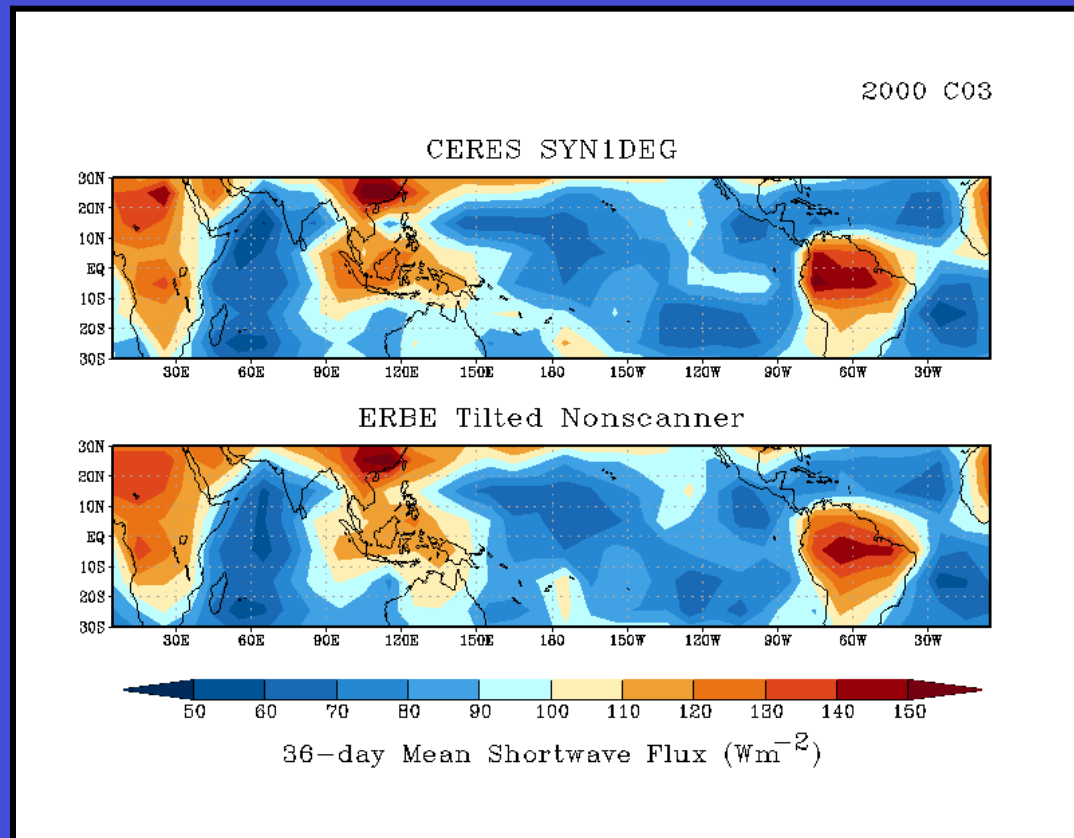 2000 C03
CERES SYN1DEG
30N
20N
10N
EQ
10S
20S
30S
30E 60E 90E 120E 150E 180 150W 120W 90W 60W 30W
ERBE Tilted Nonscanner
30N
20N
10N
EQ
10S
20S
30S
30E 60E 90E 120E 150E 180 150W 120W 90W 60W 30W
50 60 70 80 90 100 110 120 130 140 150
36-day Mean Shortwave Flux (Wm⁻²)